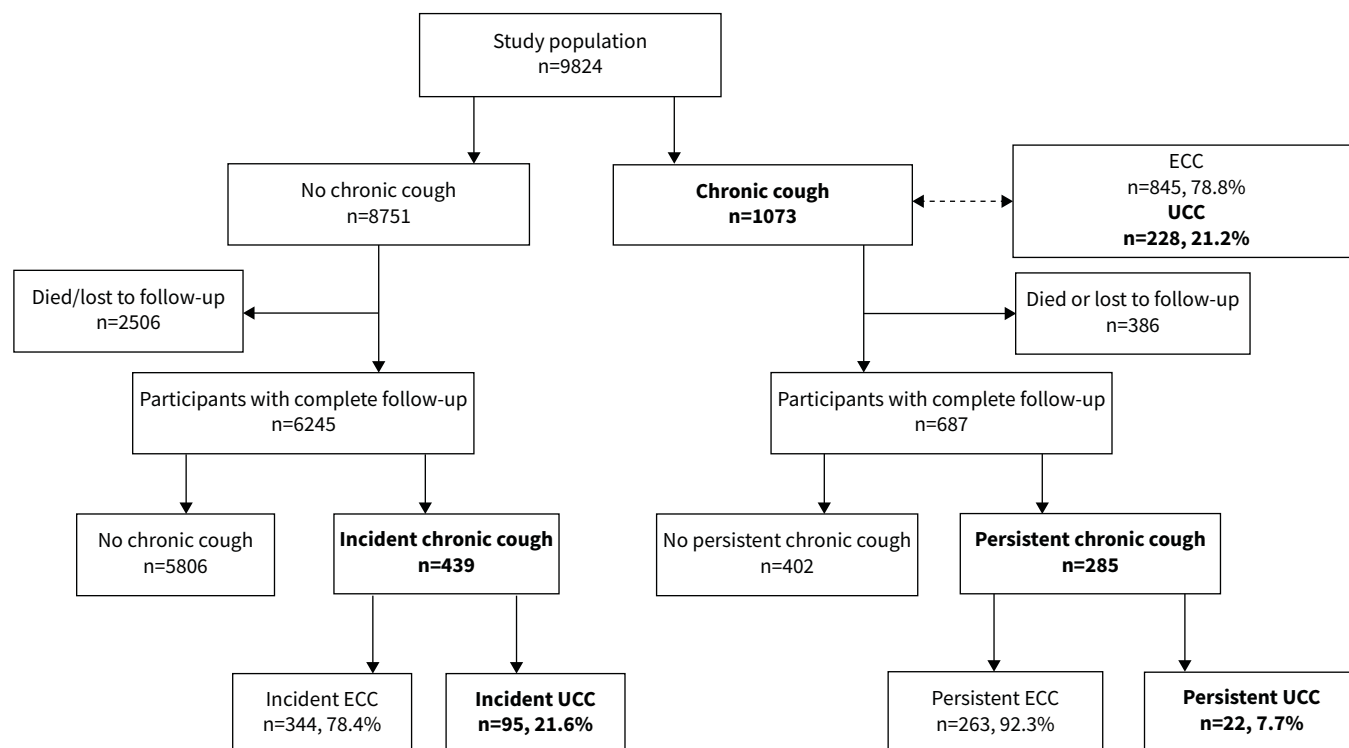 Study population
n=9824
No chronic cough
n=8751
Chronic cough
n=1073
ECC
n=845, 78.8%
UCC
n=228, 21.2%
Died/lost to follow-up
n=2506
Died or lost to follow-up
n=386
Participants with complete follow-up
n=6245
Participants with complete follow-up
n=687
No chronic cough
n=5806
Incident chronic cough
n=439
No persistent chronic cough
n=402
Persistent chronic cough
n=285
Incident ECC
n=344, 78.4%
Incident UCC
n=95, 21.6%
Persistent ECC
n=263, 92.3%
Persistent UCC
n=22, 7.7%